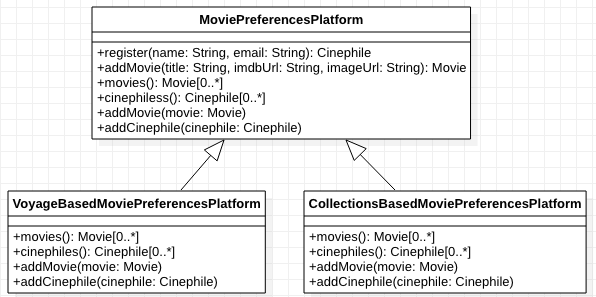 MoviePreferencesPlatform
+register(name: String, email: String): Cinephile
+addMovie(title: String, imdbUrl: String, imageUrl: String): Movie
+movies(): Movie[0..*]
+cinephiless(): Cinephile[0..*]
+addMovie(movie: Movie)
+addCinephile(cinephile: Cinephile)
VoyageBasedMoviePreferencesPlatform
+movies(): Movie[0..*]
+cinephiles(): Cinephile[0..*]
+addMovie(movie: Movie)
+addCinephile(cinephile: Cinephile)
CollectionsBasedMoviePreferencesPlatform
+movies(): Movie[0..*]
+cinephiles(): Cinephile[0..*]
+addMovie(movie: Movie)
+addCinephile(cinephile: Cinephile)